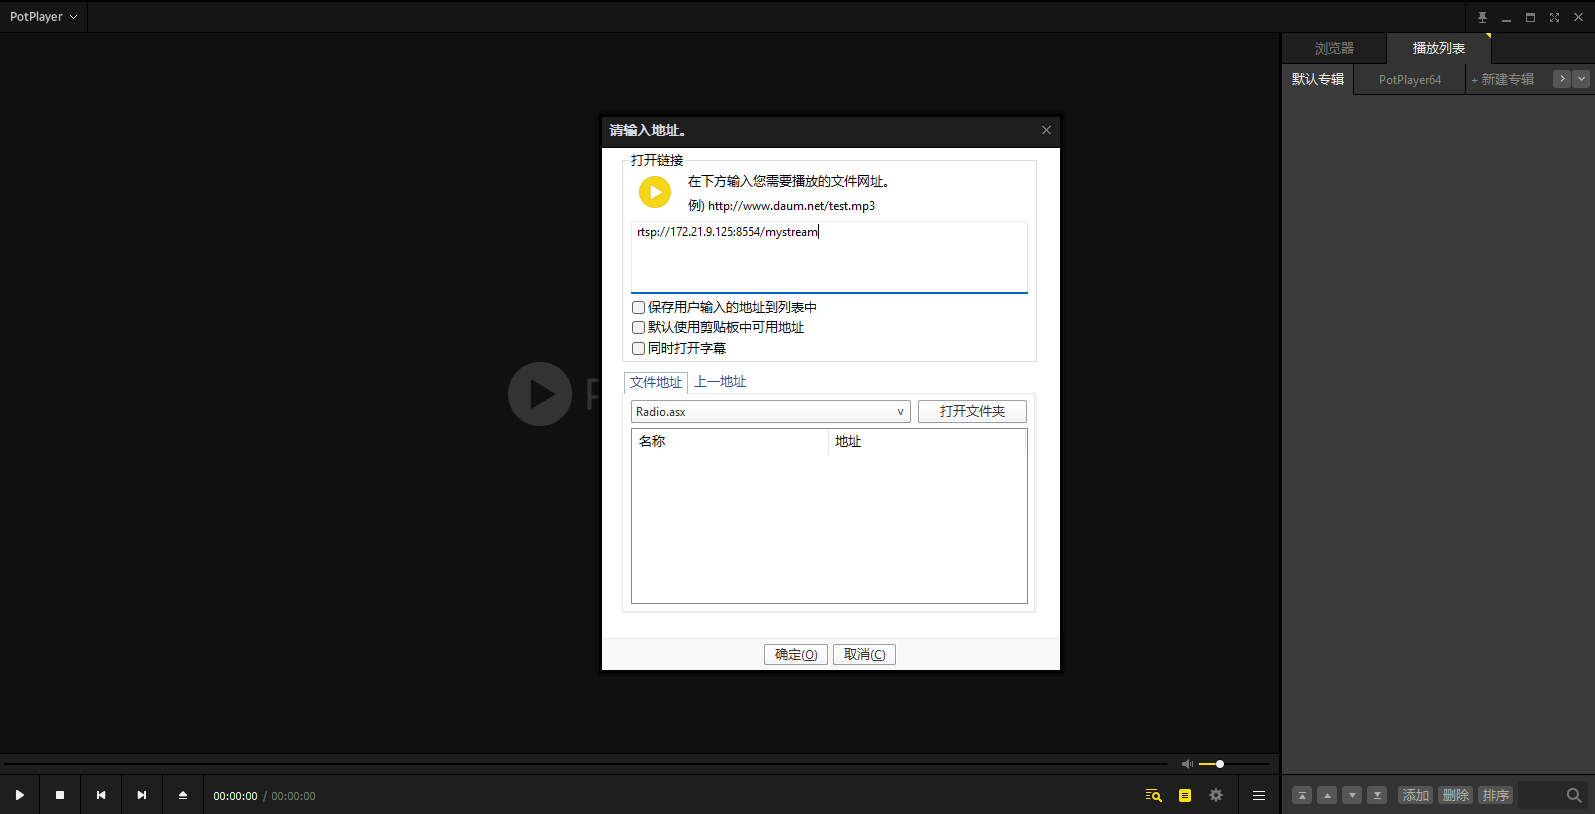 PotPlayer
浏览器
播放列表
默认专辑
PotPlayer64
+ 新建专辑
请输入地址。
打开链接
在下方输入您需要播放的文件网址。
例) http://www.daum.net/test.mp3
rtsp://172.21.9.125:8554/mystream
保存用户输入的地址到列表中
默认使用剪贴板中可用地址
同时打开字幕
P
文件地址 上一地址
Radio.asx
打开文件夹
名称 地址
确定(O) 取消(C)
00:00:00 / 00:00:00
添加 删除 排序